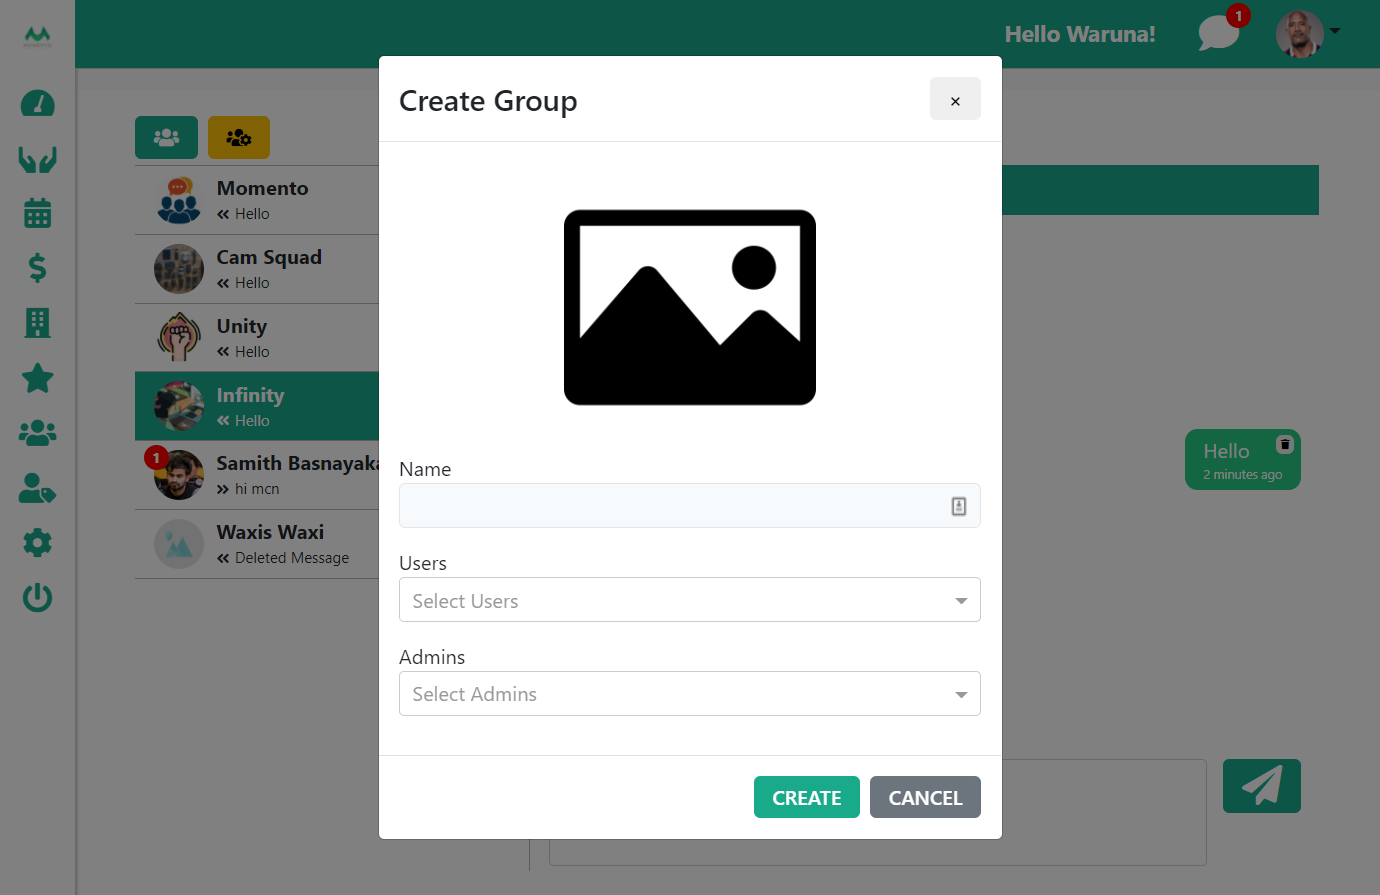 Hello Waruna!
1
Create Group
×
Momento
Hello
Cam Squad
Hello
Unity
Hello
Infinity
Hello
1
Samith Basnayaka
hi mcn
Waxis Waxi
Deleted Message
Name
Users
Select Users
Admins
Select Admins
CREATE
CANCEL
Hello
2 minutes ago